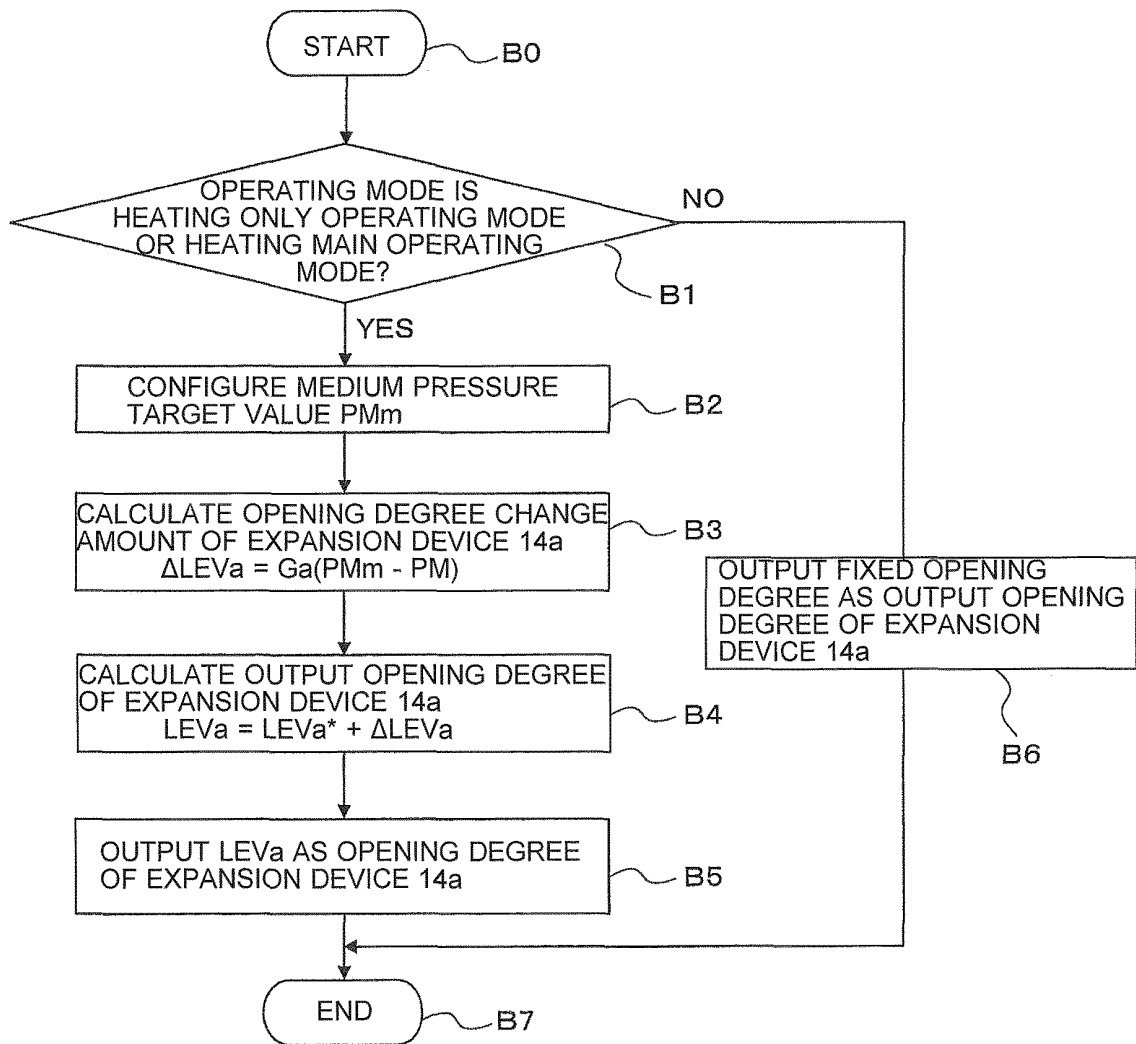 START
B0
OPERATING MODE IS
HEATING ONLY OPERATING MODE
OR HEATING MAIN OPERATING
MODE?
B1
NO
YES
CONFIGURE MEDIUM PRESSURE
TARGET VALUE PMm
B2
CALCULATE OPENING DEGREE CHANGE
AMOUNT OF EXPANSION DEVICE 14a
ΔLEVa = Ga(PMm - PM)
B3
CALCULATE OUTPUT OPENING DEGREE
OF EXPANSION DEVICE 14a
LEVa = LEVa* + ΔLEVa
B4
OUTPUT LEVa AS OPENING DEGREE
OF EXPANSION DEVICE 14a
B5
OUTPUT FIXED OPENING
DEGREE AS OUTPUT OPENING
DEGREE OF EXPANSION
DEVICE 14a
B6
END
B7